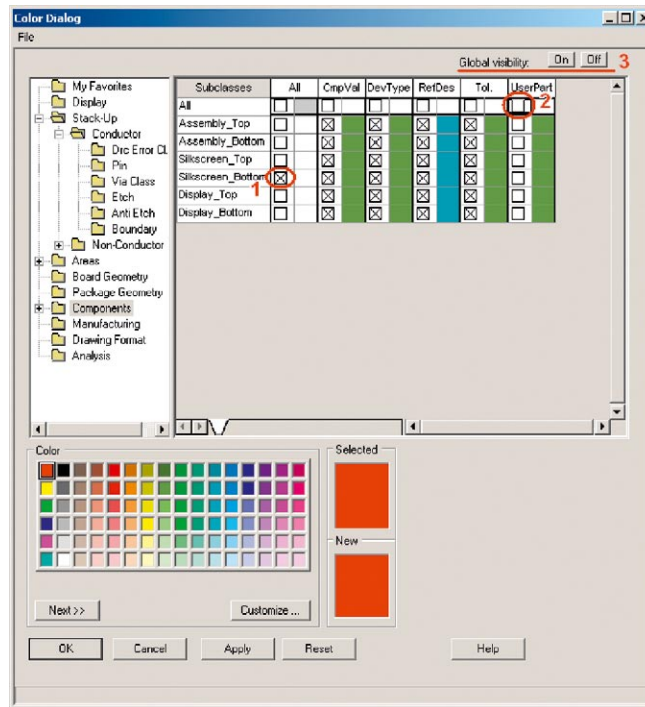 Color Dialog
File
Global visibility: On Off 3
My Favorites
Display
Stack-Up
Conductor
Drc Error Cl.
Pin
Via Class
Etch
Anti Etch
Boundary
Non-Conductor
Areas
Board Geometry
Package Geometry
Components
Manufacturing
Drawing Format
Analysis
Subclasses All CmpVal DevType RefDes Tol. UserPart
All 2
Assembly_Top
Assembly_Bottom
Silkscreen_Top
Silkscreen_Bottom
1
Display_Top
Display_Bottom
Color
Selected
New
Next >> Customize ...
OK Cancel Apply Reset Help